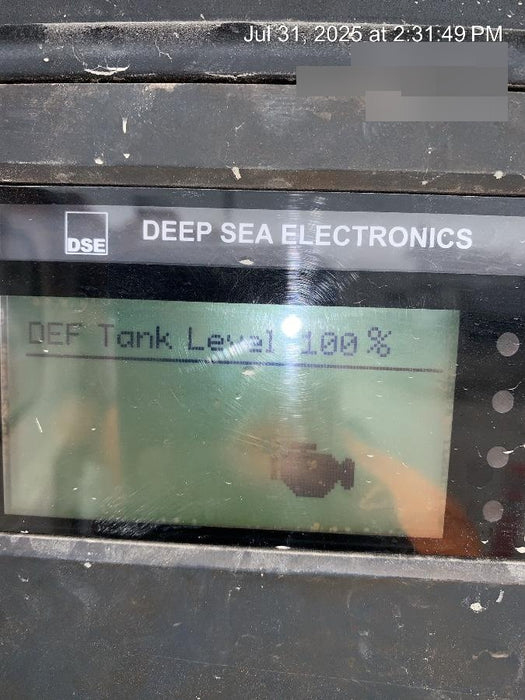 Jul 31, 2025 at 2:31:49 PM
DSE DEEP SEA ELECTRONICS
DEF Tank Level 100%